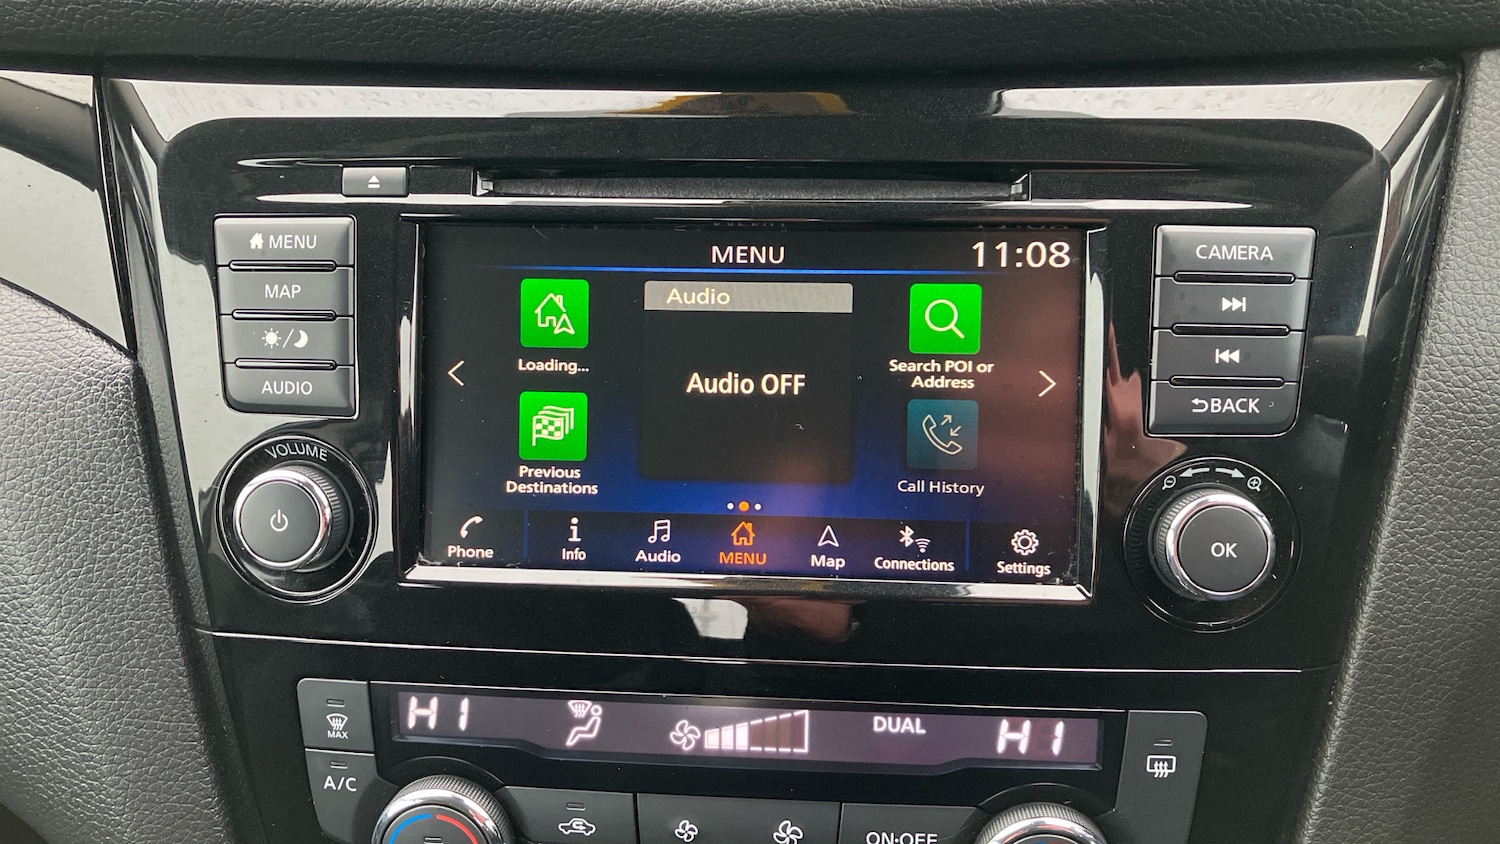 MENU
MAP
AUDIO
VOLUME
MENU
11:08
Loading...
Audio
Audio OFF
Search POI or
Address
Previous
Destinations
Call History
Phone
Info
Audio
MENU
Map
Connections
Settings
CAMERA
BACK
OK
MAX
A/C
HI
DUAL
HI
ON·OFF